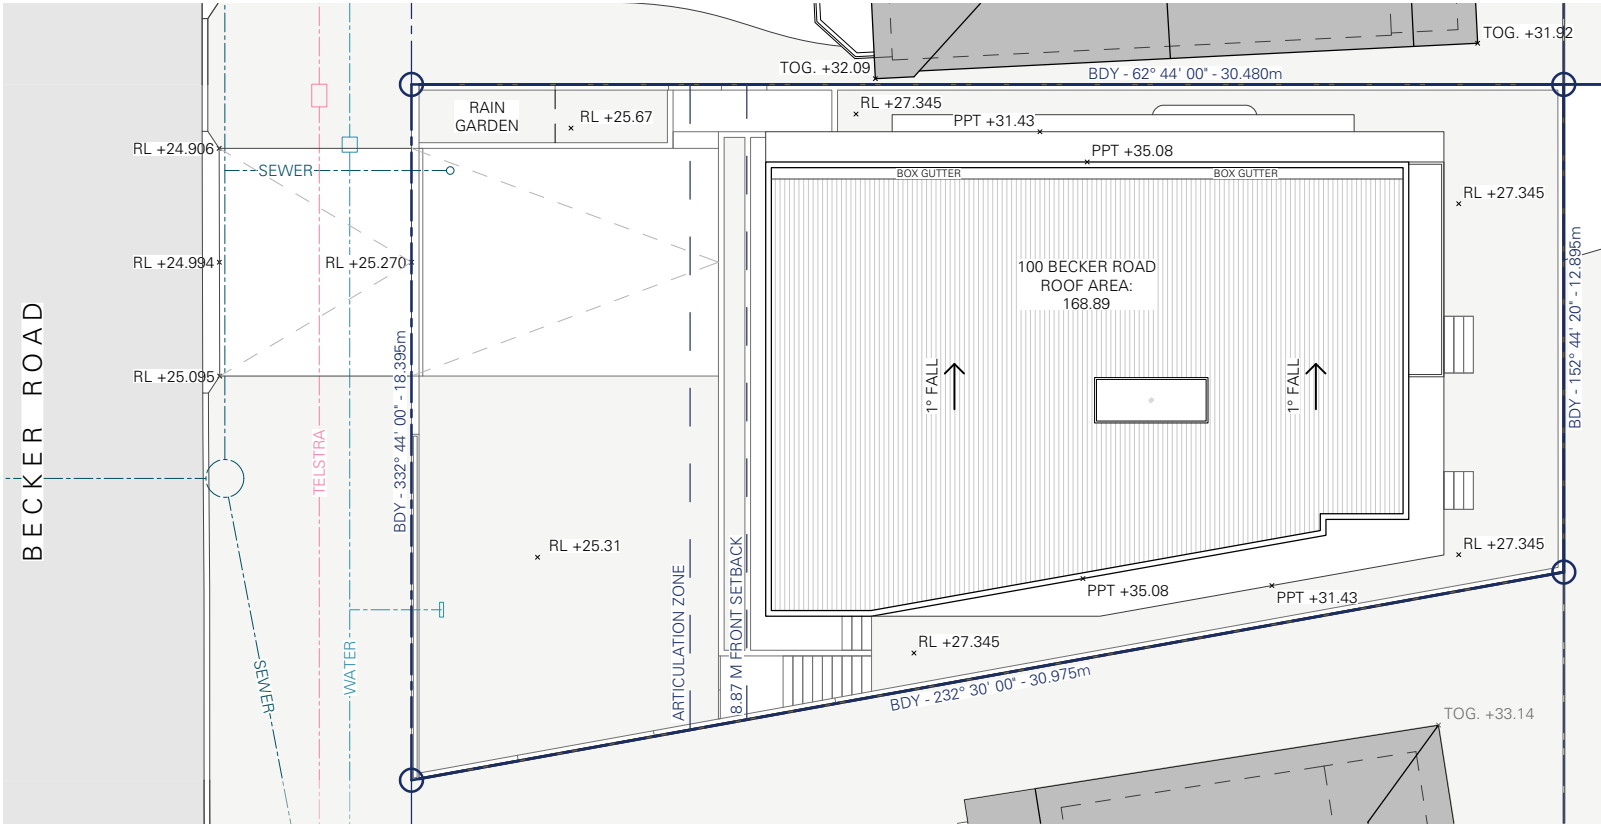 TOG. +31.92
TOG. +32.09
BDY - 62° 44' 00" - 30.480m
RAIN
GARDEN
RL +25.67
RL +27.345
PPT +31.43
RL +24.906
PPT +35.08
SEWER
BOX GUTTER
BOX GUTTER
RL +27.345
RL +24.994
RL +25.270
100 BECKER ROAD
ROOF AREA:
168.89
BDY - 152° 44' 20" - 12.895m
BECKER ROAD
RL +25.095
BDY - 332° 44' 00" - 18.395m
1° FALL
1° FALL
TELSTRA
RL +25.31
RL +27.345
PPT +35.08
PPT +31.43
ARTICULATION ZONE
8.87 M FRONT SETBACK
RL +27.345
SEWER
WATER
BDY - 232° 30' 00" - 30.975m
TOG. +33.14